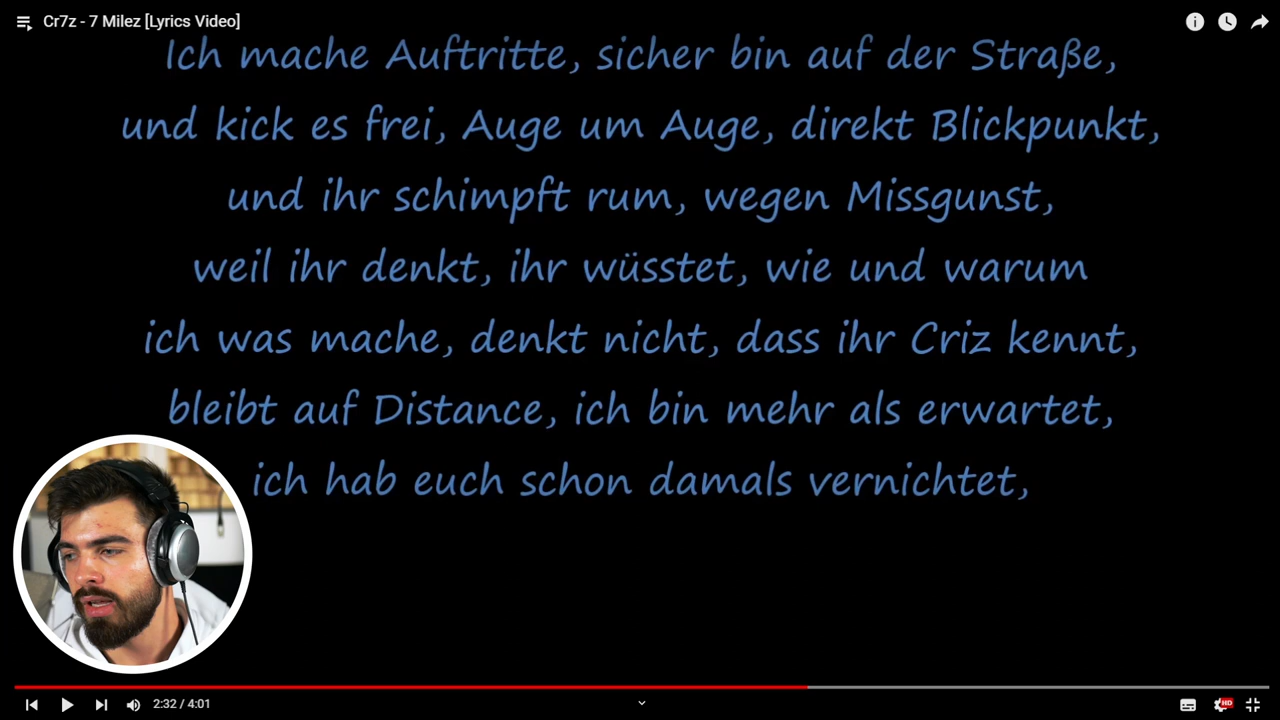 Cr7z - 7 Milez [Lyrics Video]
Ich mache Auftritte, sicher bin auf der Straße,
und kick es frei, Auge um Auge, direkt Blickpunkt,
und ihr schimpft rum, wegen Missgunst,
weil ihr denkt, ihr wüsstet, wie und warum
ich was mache, denkt nicht, dass ihr Criz kennt,
bleibt auf Distance, ich bin mehr als erwartet,
ich hab euch schon damals vernichtet,
2:32 / 4:01
HD